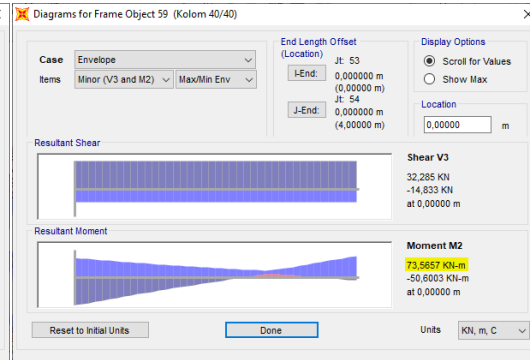 Diagrams for Frame Object 59 (Kolom 40/40)
Case Envelope
Items Minor (V3 and M2) Max/Min Env
End Length Offset
(Location)
Jt: 53
I-End: 0,000000 m
(0,00000 m)
Jt: 54
J-End: 0,000000 m
(4,00000 m)
Display Options
Scroll for Values
Show Max
Location
0,00000 m
Resultant Shear
Shear V3
32,285 KN
-14,833 KN
at 0,00000 m
Resultant Moment
Moment M2
73,5657 KN-m
-50,6003 KN-m
at 0,00000 m
Reset to Initial Units
Done
Units KN, m, C